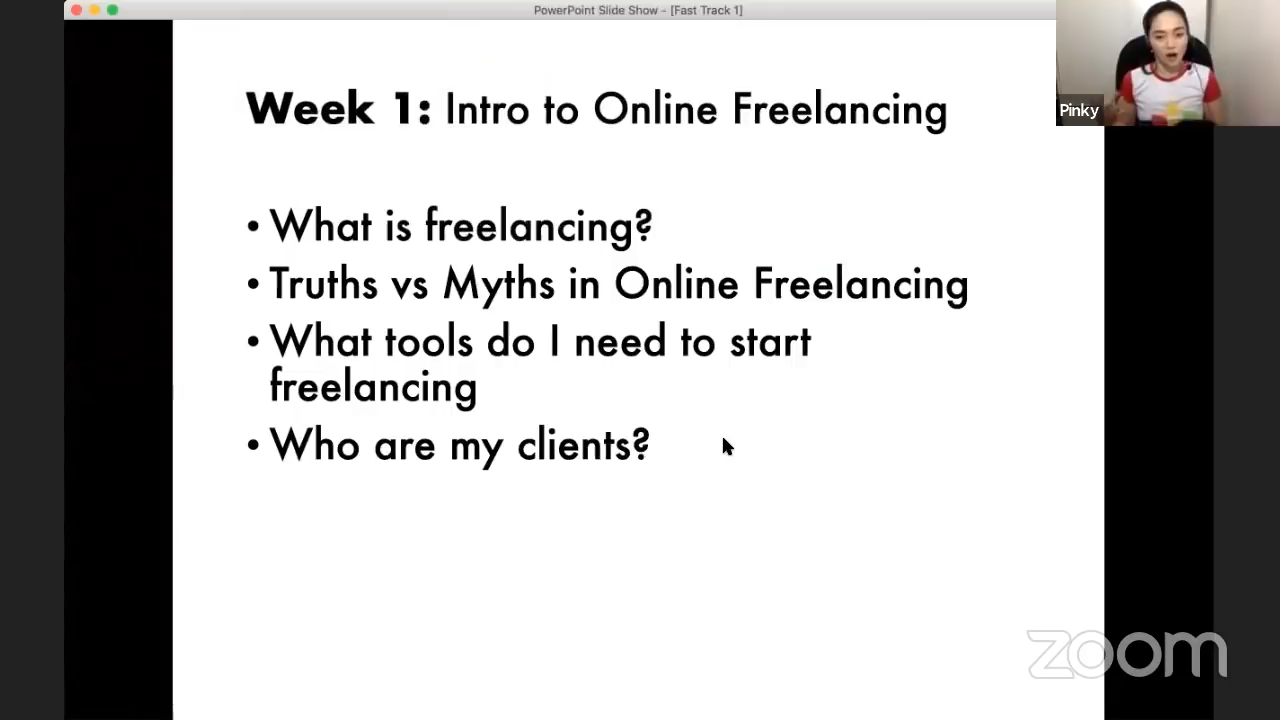 PowerPoint Slide Show - [Fast Track 1]
Pinky
Week 1: Intro to Online Freelancing
• What is freelancing?
• Truths vs Myths in Online Freelancing
• What tools do I need to start
freelancing
• Who are my clients?
zoom